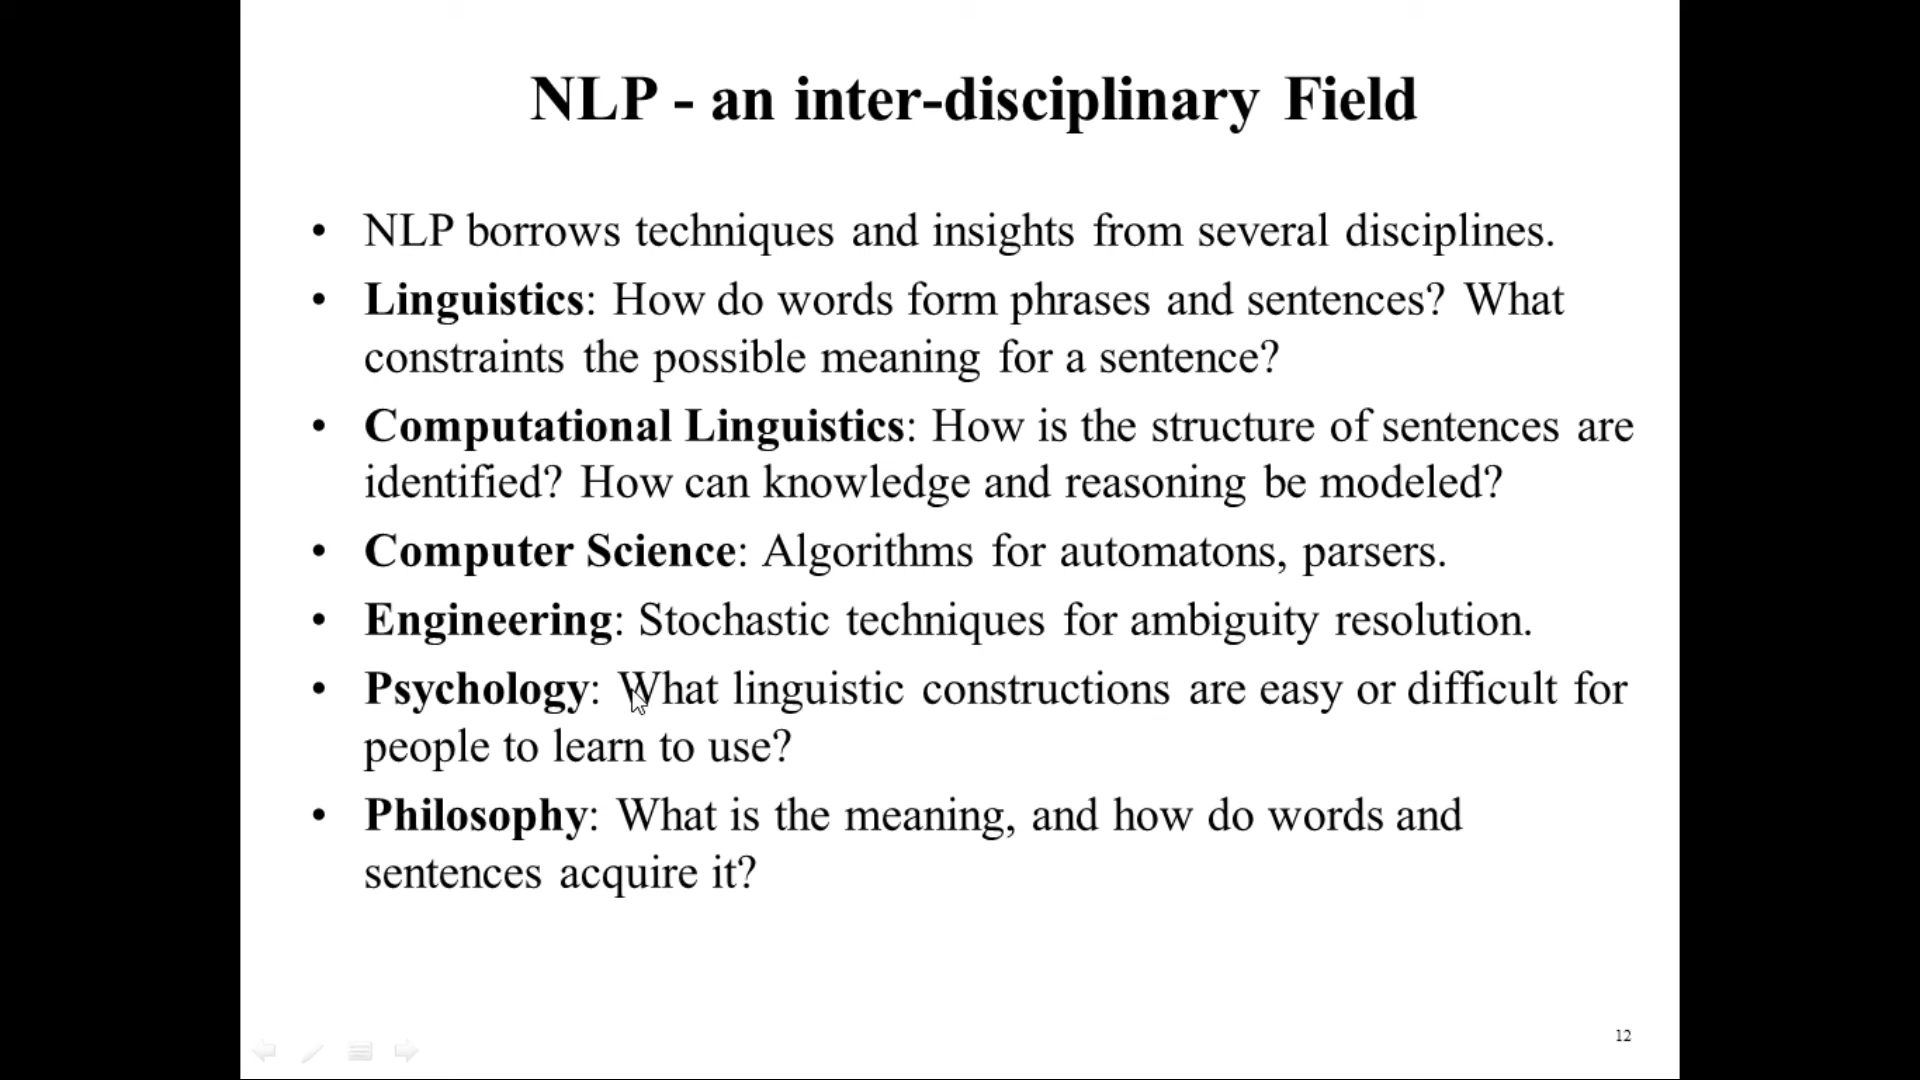 NLP - an inter-disciplinary Field
• NLP borrows techniques and insights from several disciplines.
• Linguistics: How do words form phrases and sentences? What
constraints the possible meaning for a sentence?
• Computational Linguistics: How is the structure of sentences are
identified? How can knowledge and reasoning be modeled?
• Computer Science: Algorithms for automatons, parsers.
• Engineering: Stochastic techniques for ambiguity resolution.
• Psychology: What linguistic constructions are easy or difficult for
people to learn to use?
• Philosophy: What is the meaning, and how do words and
sentences acquire it?
12